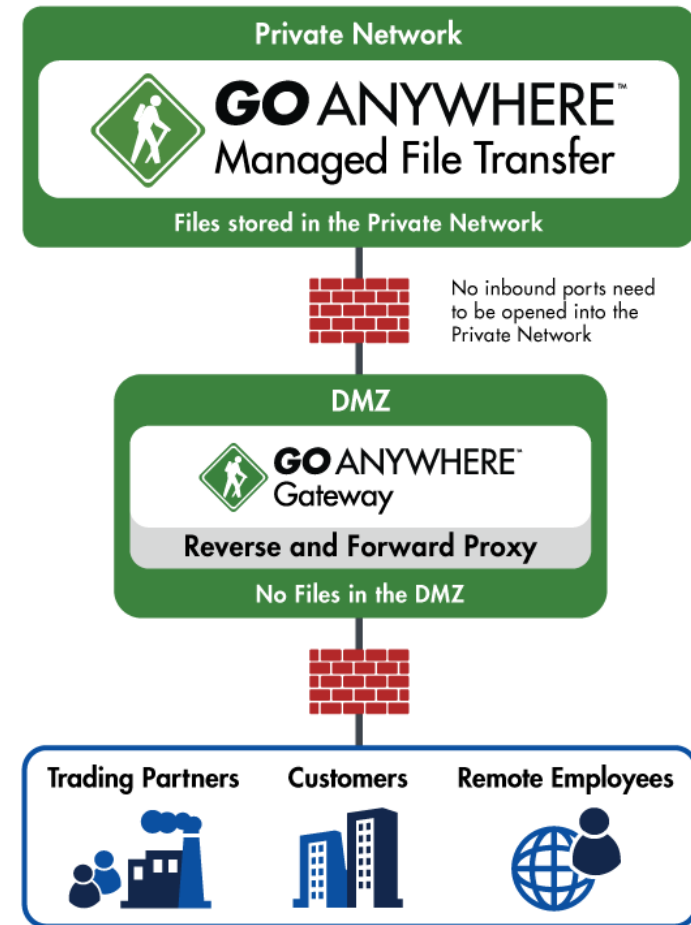 Private Network
GO ANYWHERE™
Managed File Transfer
Files stored in the Private Network
No inbound ports need
to be opened into the
Private Network
DMZ
GO ANYWHERE™
Gateway
Reverse and Forward Proxy
No Files in the DMZ
Trading Partners Customers Remote Employees